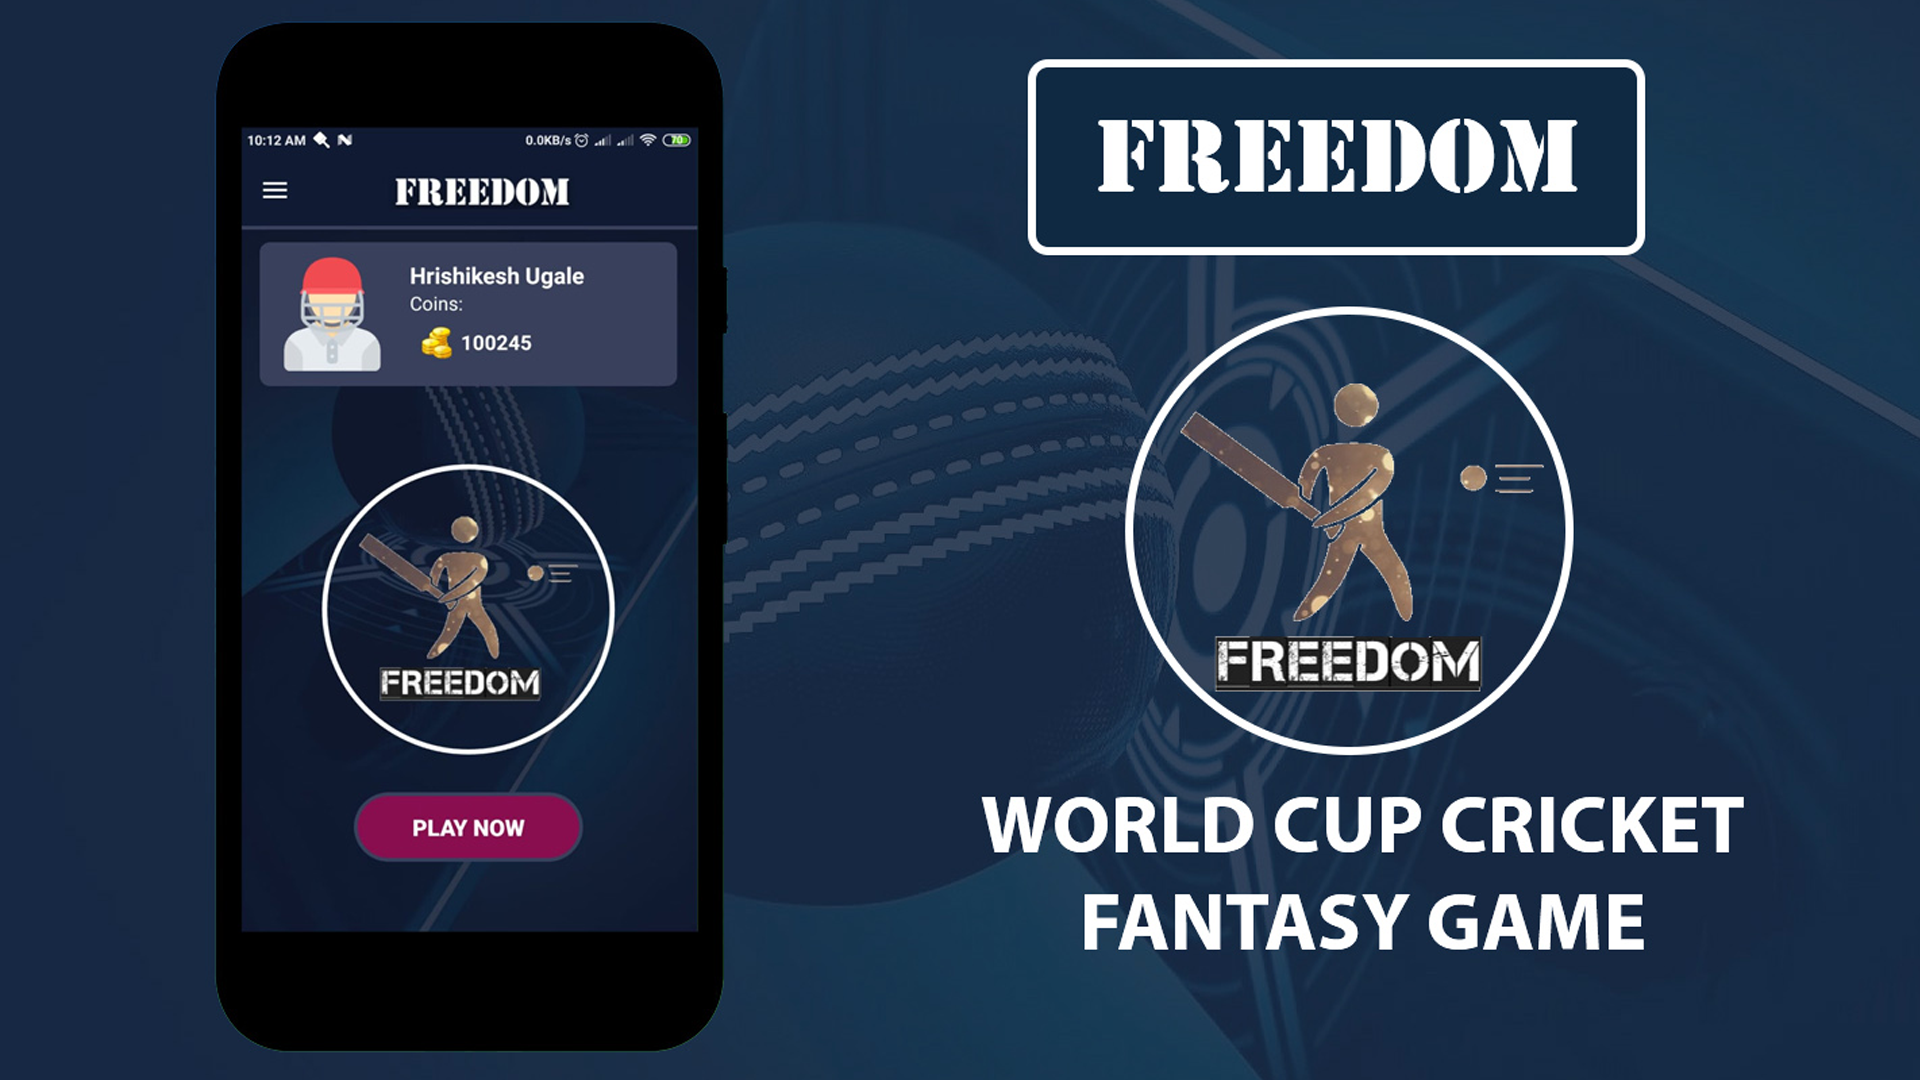 10:12 AM
0.0KB/s
70
FREEDOM
Hrishikesh Ugale
Coins:
100245
FREEDOM
PLAY NOW
FREEDOM
FREEDOM
WORLD CUP CRICKET
FANTASY GAME